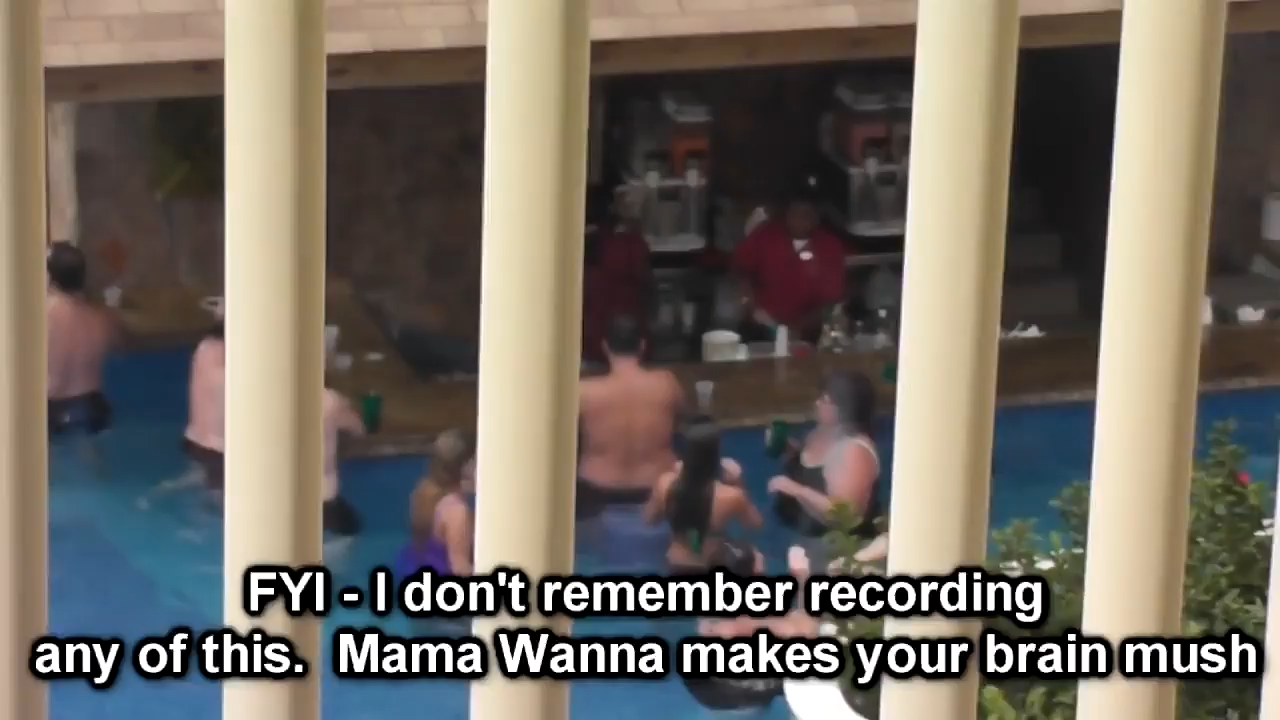 FYI - I don't remember recording
any of this.  Mama Wanna makes your brain mush